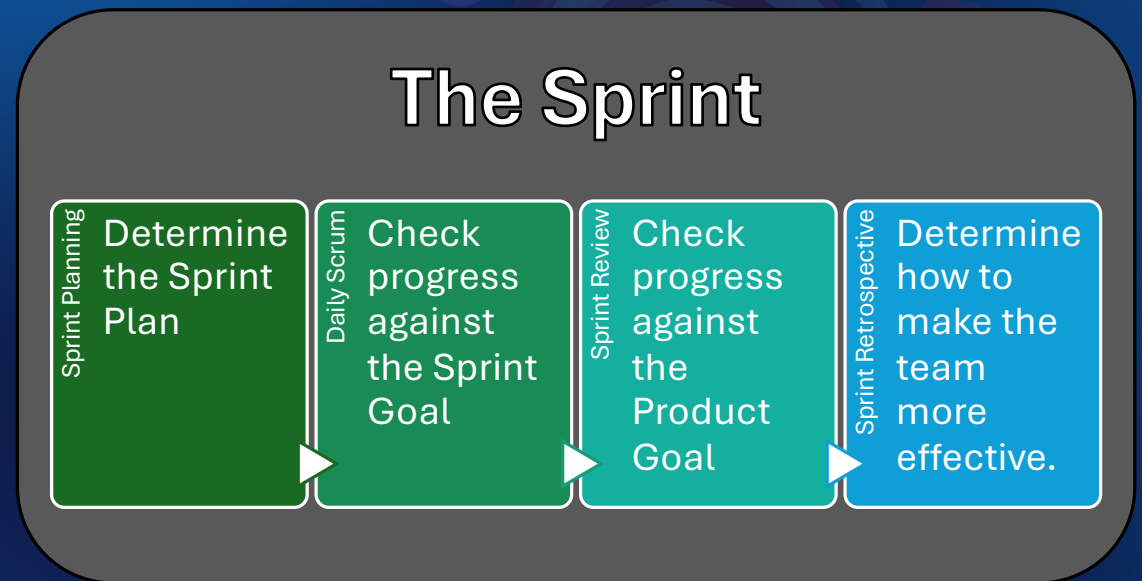 The Sprint
Sprint Planning
Determine
the Sprint
Plan
Daily Scrum
Check
progress
against
the Sprint
Goal
Sprint Review
Check
progress
against
the
Product
Goal
Sprint Retrospective
Determine
how to
make the
team
more
effective.